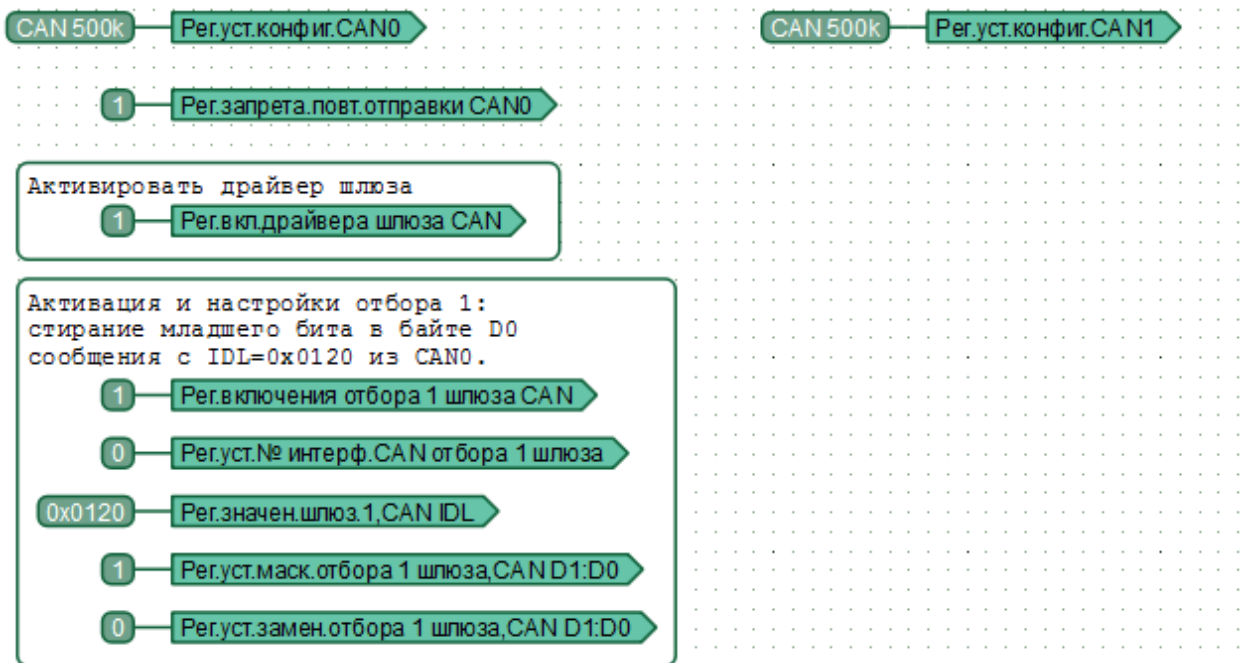 CAN 500k Рег.уст.конфиг.CAN0 CAN 500k Рег.уст.конфиг.CAN1
1 Рег.запрета.повт.отправки CAN0
Активировать драйвер шлюза
1 Рег.вкл.драйвера шлюза CAN
Активация и настройки отбора 1:
стирание младшего бита в байте D0
сообщения с IDL=0x0120 из CAN0.
1 Рег.включения отбора 1 шлюза CAN
0 Рег.уст.№ интерф.CAN отбора 1 шлюза
0x0120 Рег.значен.шлюз.1,CAN IDL
1 Рег.уст.маск.отбора 1 шлюза,CAN D1:D0
0 Рег.уст.замен.отбора 1 шлюза,CAN D1:D0